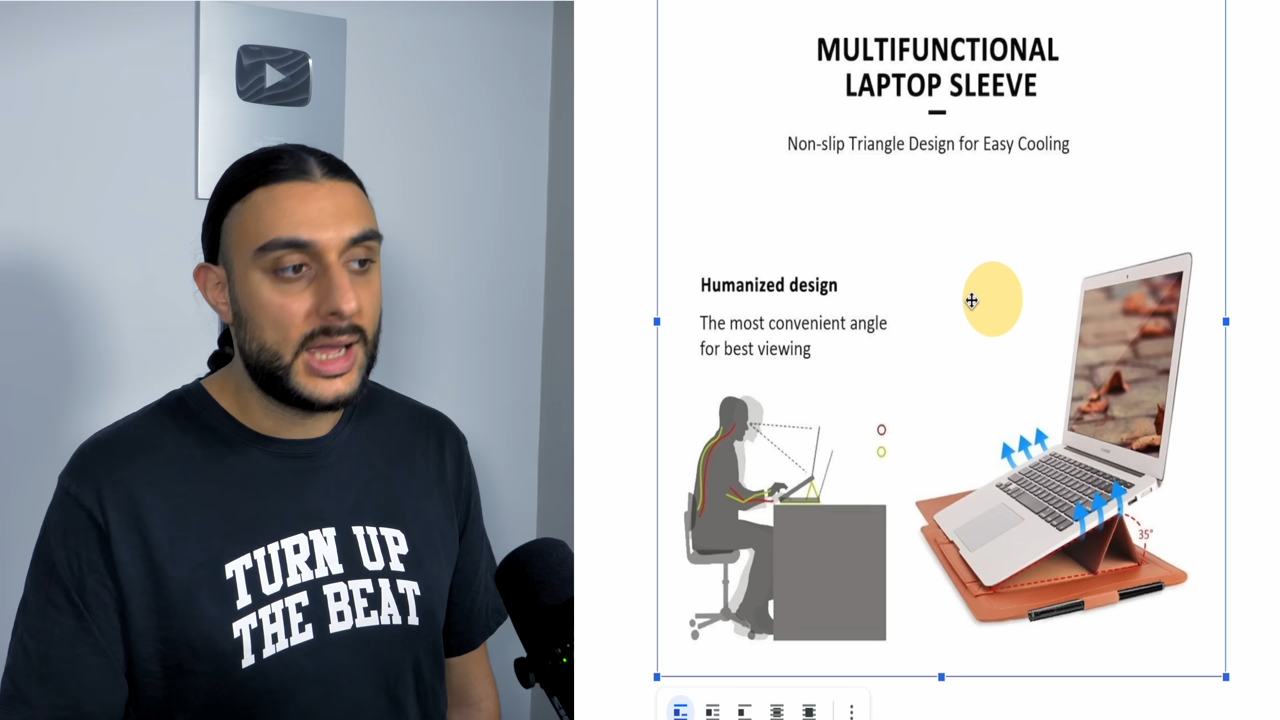 TURN UP
THE BEAT
MULTIFUNCTIONAL
LAPTOP SLEEVE
Non-slip Triangle Design for Easy Cooling
Humanized design
The most convenient angle
for best viewing
35°